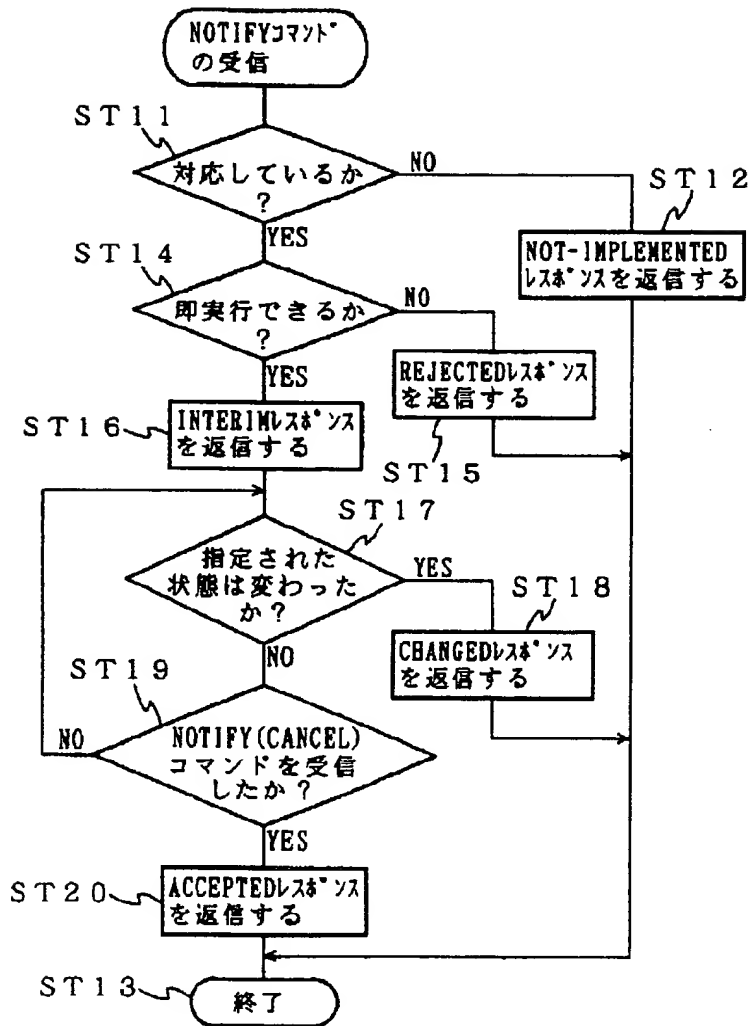 NOTIFYコマンド
の受信
ST11
対応しているか
?
NO
YES
ST12
NOT-IMPLEMENTED
レスポンスを返信する
ST14
即実行できるか
?
NO
YES
REJECTEDレスポンス
を返信する
ST15
ST16
INTERIMレスポンス
を返信する
ST17
指定された
状態は変わった
か?
YES
NO
ST18
CHANGEDレスポンス
を返信する
ST19
NOTIFY(CANCEL)
コマンドを受信
したか?
NO
YES
ST20
ACCEPTEDレスポンス
を返信する
ST13
終了